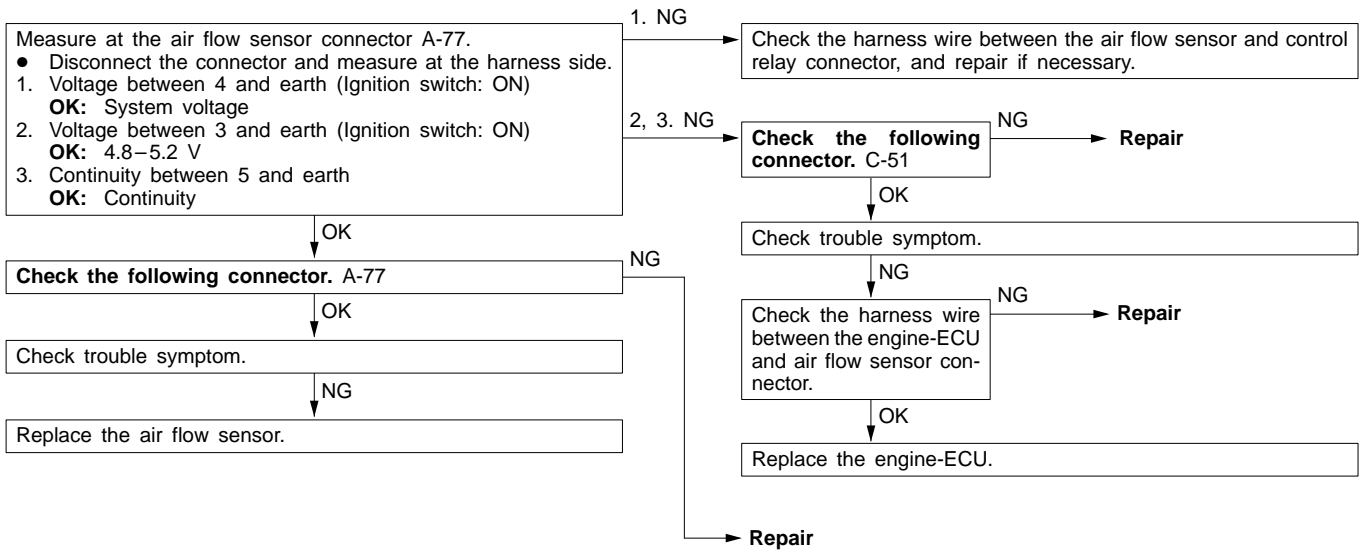 Measure at the air flow sensor connector A-77.
● Disconnect the connector and measure at the harness side.
1. Voltage between 4 and earth (Ignition switch: ON)
OK: System voltage
2. Voltage between 3 and earth (Ignition switch: ON)
OK: 4.8–5.2 V
3. Continuity between 5 and earth
OK: Continuity
1. NG
Check the harness wire between the air flow sensor and control
relay connector, and repair if necessary.
2, 3. NG
Check the following
connector. C-51
NG
Repair
OK
Check trouble symptom.
NG
Check the harness wire
between the engine-ECU
and air flow sensor con-
nector.
NG
Repair
OK
Replace the engine-ECU.
OK
Check the following connector. A-77
NG
OK
Check trouble symptom.
NG
Replace the air flow sensor.
Repair